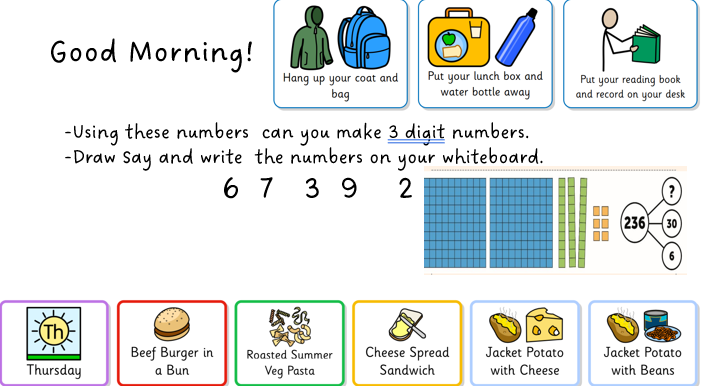 Good Morning!
Hang up your coat and
bag
Put your lunch box and
water bottle away
Put your reading book
and record on your desk
-Using these numbers can you make 3 digit numbers.
-Draw Say and write the numbers on your whiteboard.
6 7 3 9 2
?
236
30
6
Th
Thursday
Beef Burger in
a Bun
Roasted Summer
Veg Pasta
Cheese Spread
Sandwich
Jacket Potato
with Cheese
Jacket Potato
with Beans